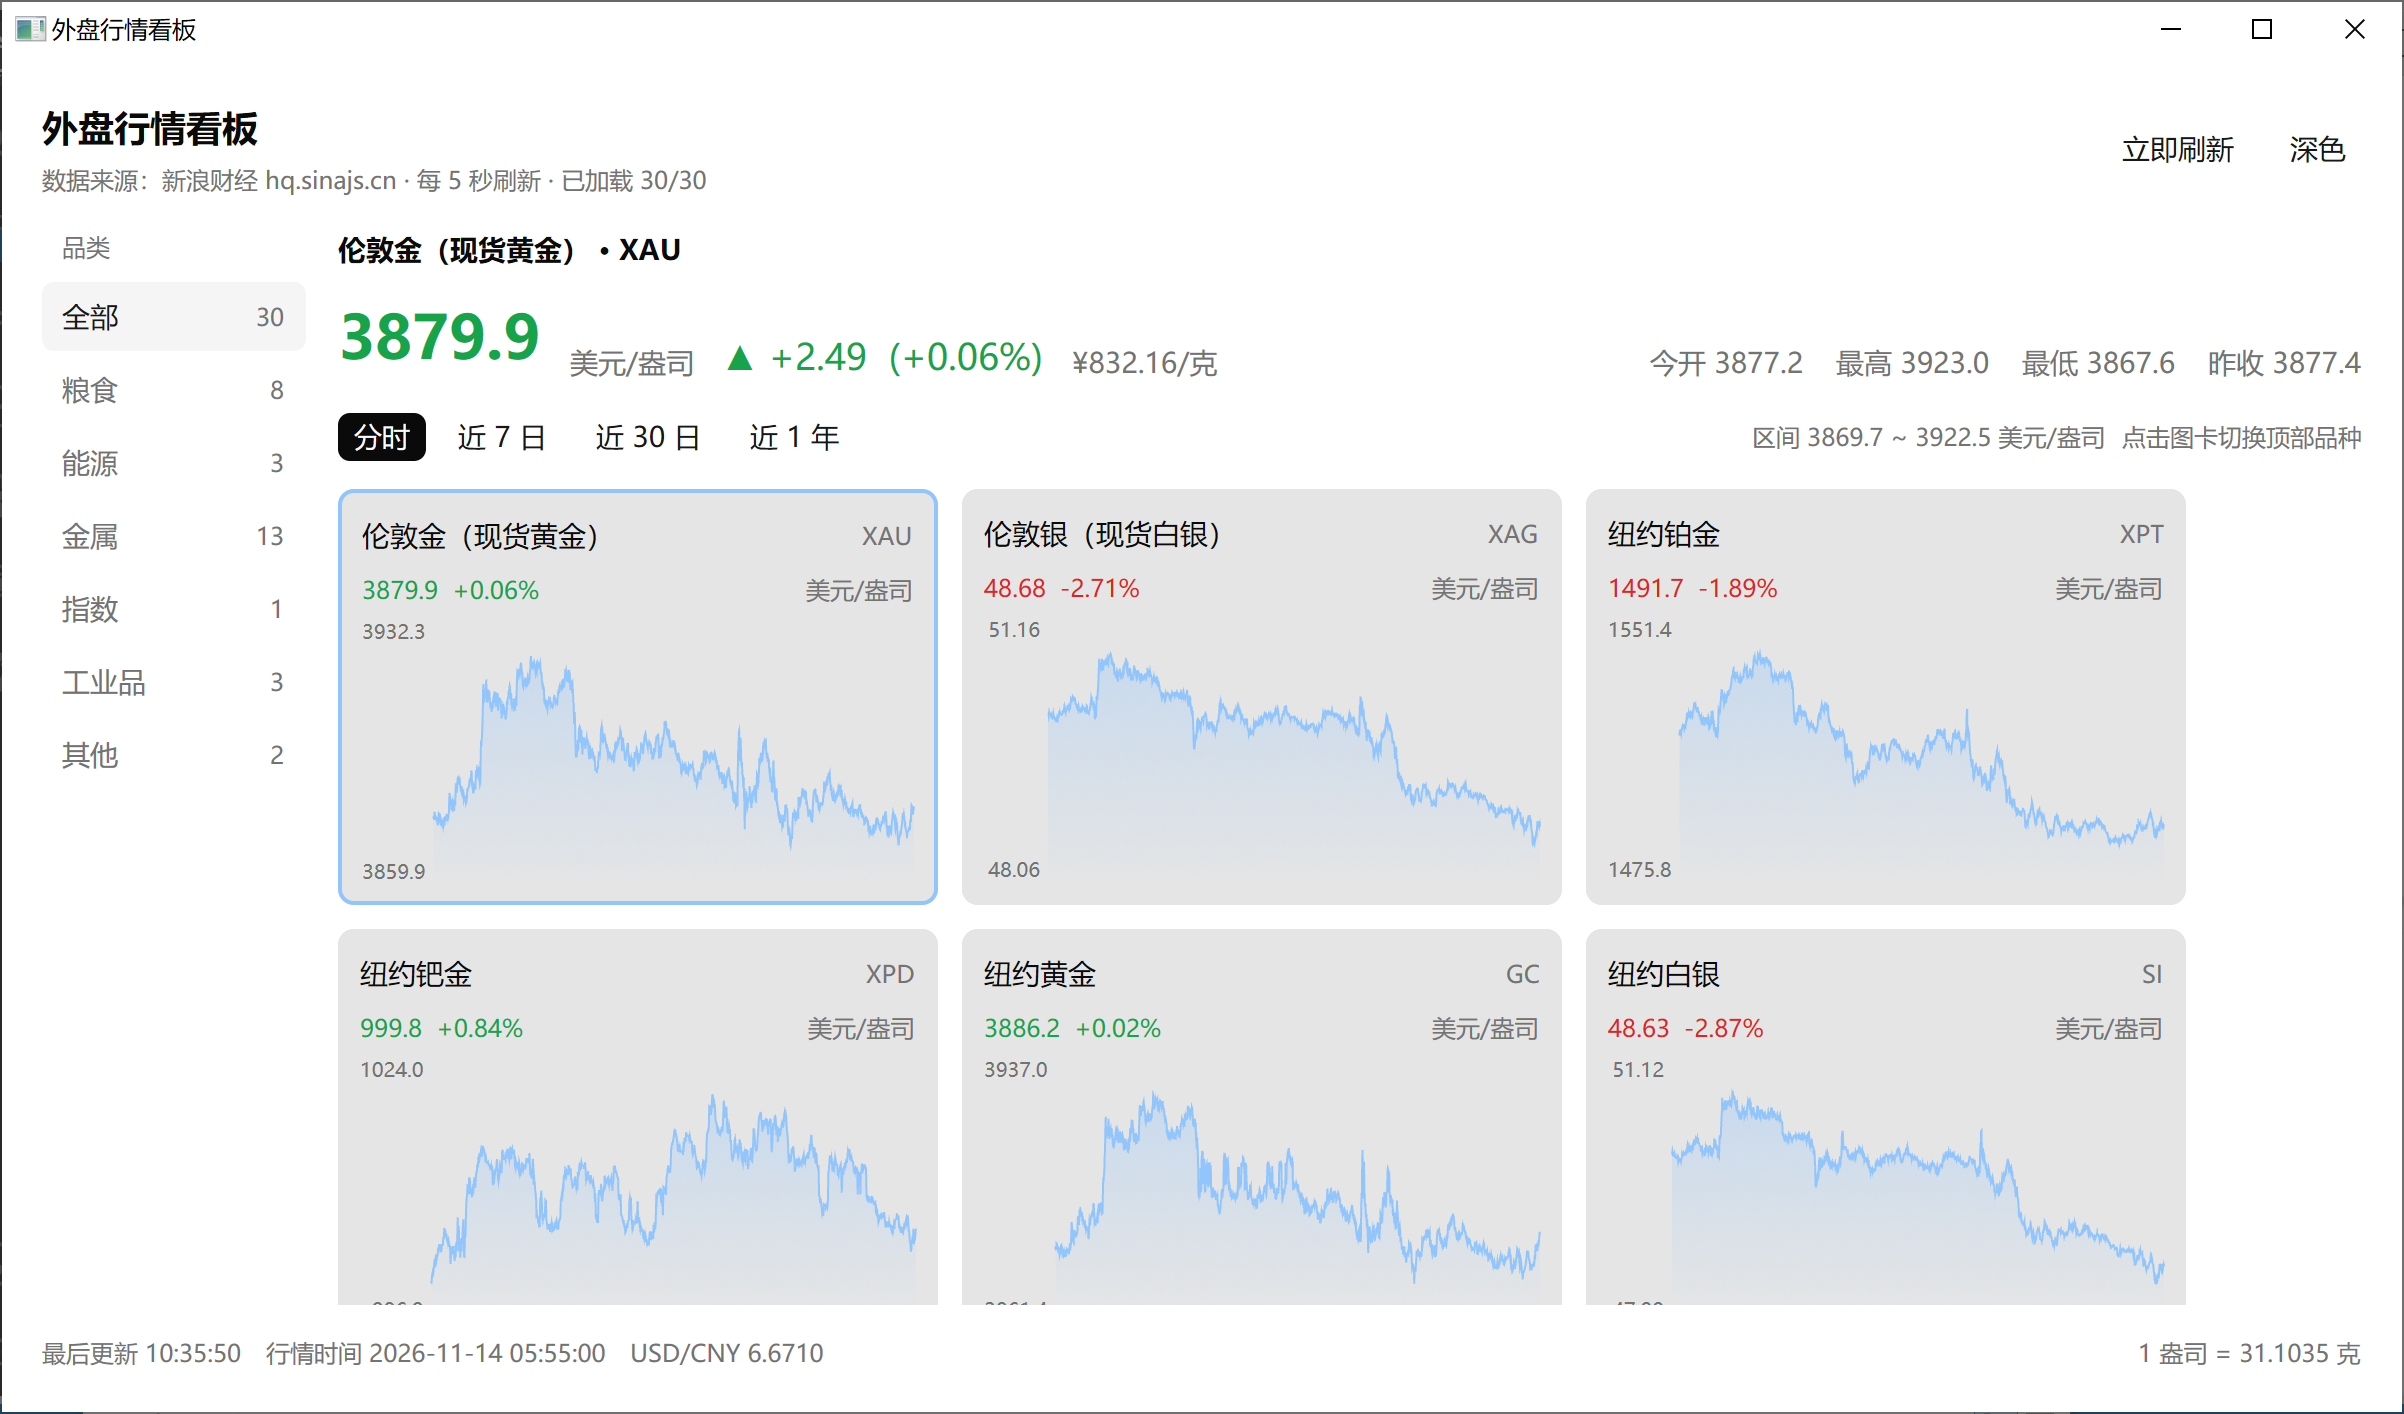 外盘行情看板
外盘行情看板
立即刷新 深色
数据来源：新浪财经 hq.sinajs.cn · 每 5 秒刷新 · 已加载 30/30
品类
全部 30
粮食 8
能源 3
金属 13
指数 1
工业品 3
其他 2
伦敦金（现货黄金） • XAU
3879.9 美元/盎司 ▲ +2.49 (+0.06%) ¥832.16/克
今开 3877.2 最高 3923.0 最低 3867.6 昨收 3877.4
分时 近 7 日 近 30 日 近 1 年
区间 3869.7 ~ 3922.5 美元/盎司 点击图卡切换顶部品种
伦敦金（现货黄金） XAU
3879.9 +0.06% 美元/盎司
3932.3
3859.9
伦敦银（现货白银） XAG
48.68 -2.71% 美元/盎司
51.16
48.06
纽约铂金 XPT
1491.7 -1.89% 美元/盎司
1551.4
1475.8
纽约钯金 XPD
999.8 +0.84% 美元/盎司
1024.0
纽约黄金 GC
3886.2 +0.02% 美元/盎司
3937.0
纽约白银 SI
48.63 -2.87% 美元/盎司
51.12
最后更新 10:35:50 行情时间 2026-11-14 05:55:00 USD/CNY 6.6710
1 盎司 = 31.1035 克